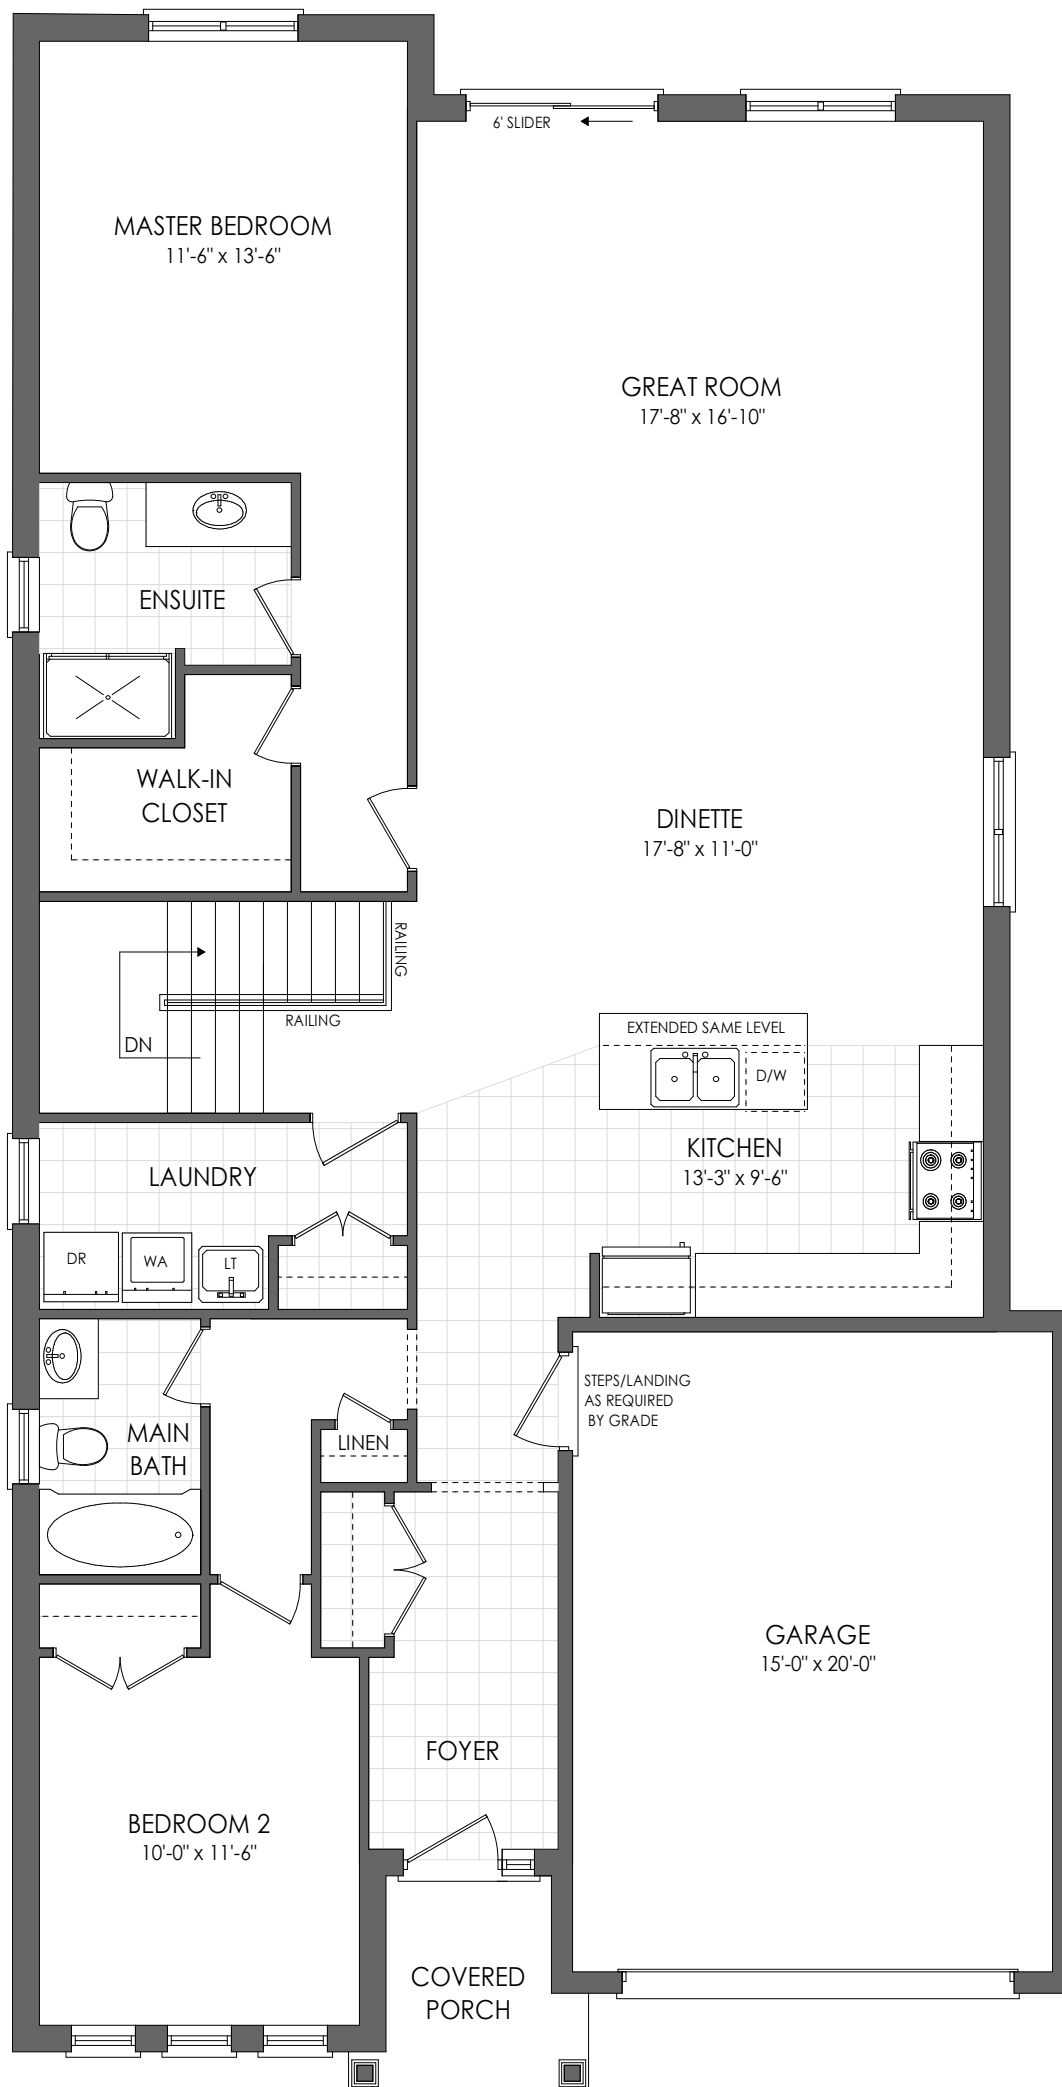 6' SLIDER
MASTER BEDROOM
11'-6" x 13'-6"
GREAT ROOM
17'-8" x 16'-10"
ENSUITE
WALK-IN
CLOSET
DINETTE
17'-8" x 11'-0"
RAILING
RAILING
DN
EXTENDED SAME LEVEL
D/W
KITCHEN
13'-3" x 9'-6"
LAUNDRY
DR
WA
LT
STEPS/LANDING
AS REQUIRED
BY GRADE
MAIN
BATH
LINEN
GARAGE
15'-0" x 20'-0"
FOYER
BEDROOM 2
10'-0" x 11'-6"
COVERED
PORCH